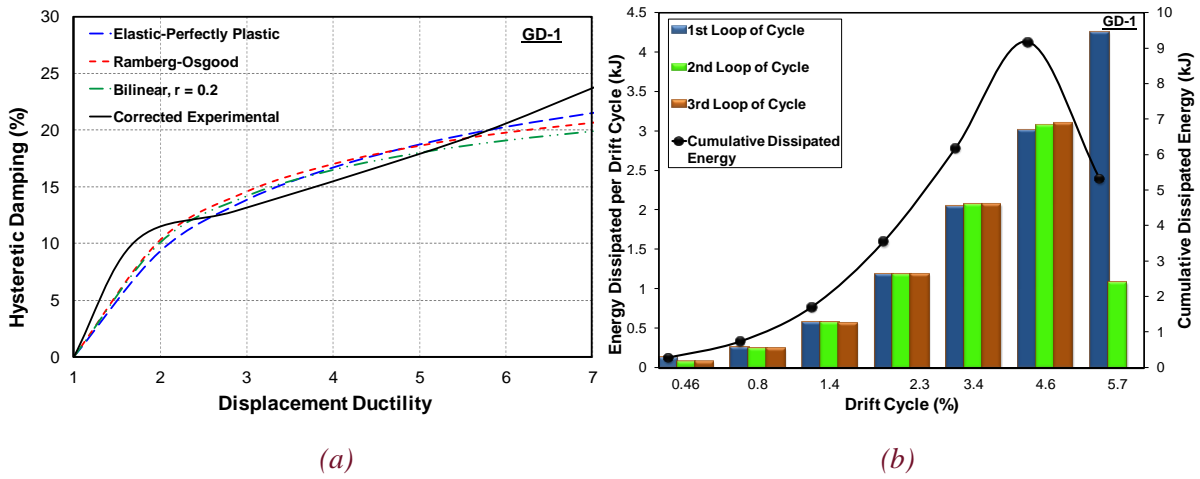 30
25
20
15
10
5
0
Hysteretic Damping (%)
Elastic-Perfectly Plastic
Ramberg-Osgood
Bilinear, r = 0.2
Corrected Experimental
GD-1
1 2 3 4 5 6 7
Displacement Ductility
(a)
4.5
4
3.5
3
2.5
2
1.5
1
0.5
0
Energy Dissipated per Drift Cycle (kJ)
1st Loop of Cycle
2nd Loop of Cycle
3rd Loop of Cycle
Cumulative Dissipated
Energy
GD-1
10
9
8
7
6
5
4
3
2
1
0
Cumulative Dissipated Energy (kJ)
0.46 0.8 1.4 2.3 3.4 4.6 5.7
Drift Cycle (%)
(b)